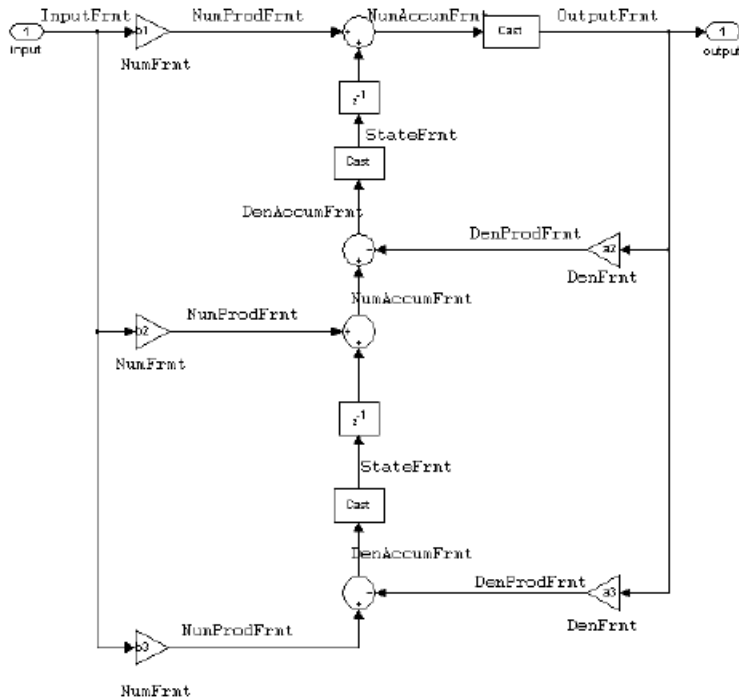 InputFrmt NumProdFrmt NumAccumFrmt OutputFrmt
1 b1 + + Cast 1
input output
NumFrmt
z-1
StateFrmt
Cast
DenAccumFrmt
DenProdFrmt
+ - a2
DenFrmt
NumAccumFrmt
NumProdFrmt
b2 + +
NumFrmt
z-1
StateFrmt
Cast
DenAccumFrmt
DenProdFrmt
+ - a3
DenFrmt
NumProdFrmt
b3
NumFrmt